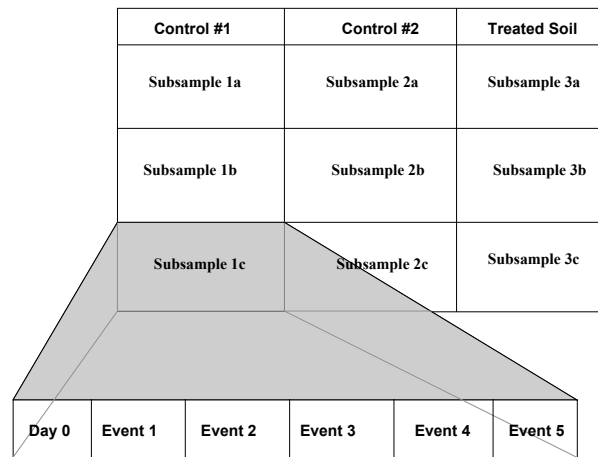 Control #1 Control #2 Treated Soil
Subsample 1a Subsample 2a Subsample 3a
Subsample 1b Subsample 2b Subsample 3b
Subsample 1c Subsample 2c Subsample 3c
Day 0 Event 1 Event 2 Event 3 Event 4 Event 5